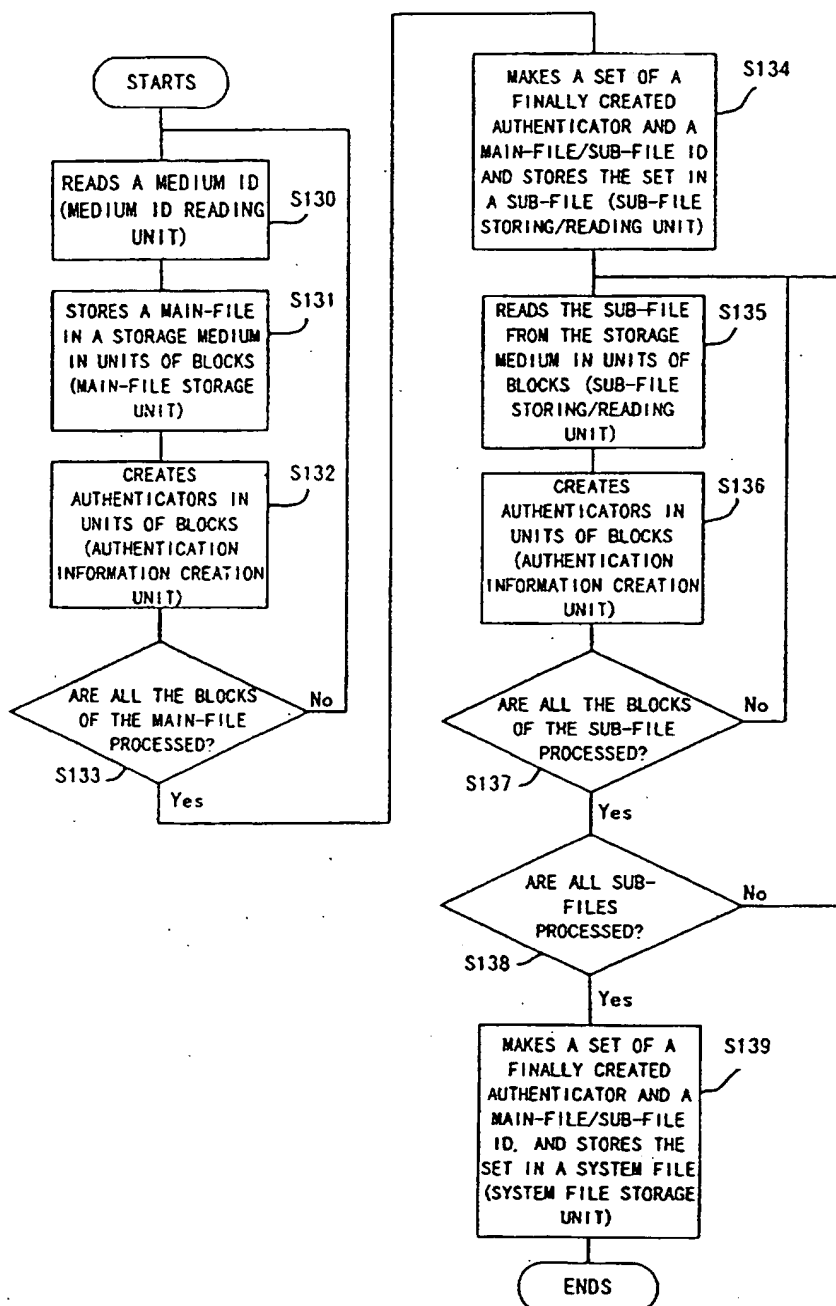 STARTS
READS A MEDIUM ID
(MEDIUM ID READING
UNIT)
S130
STORES A MAIN-FILE
IN A STORAGE MEDIUM
IN UNITS OF BLOCKS
(MAIN-FILE STORAGE
UNIT)
S131
CREATES
AUTHENTICATORS IN
UNITS OF BLOCKS
(AUTHENTICATION
INFORMATION CREATION
UNIT)
S132
ARE ALL THE BLOCKS
OF THE MAIN-FILE
PROCESSED?
No
S133
Yes
MAKES A SET OF A
FINALLY CREATED
AUTHENTICATOR AND A
MAIN-FILE/SUB-FILE ID
AND STORES THE SET IN
A SUB-FILE (SUB-FILE
STORING/READING UNIT)
S134
READS THE SUB-FILE
FROM THE STORAGE
MEDIUM IN UNITS OF
BLOCKS (SUB-FILE
STORING/READING
UNIT)
S135
CREATES
AUTHENTICATORS IN
UNITS OF BLOCKS
(AUTHENTICATION
INFORMATION CREATION
UNIT)
S136
ARE ALL THE BLOCKS
OF THE SUB-FILE
PROCESSED?
No
S137
Yes
ARE ALL SUB-
FILES
PROCESSED?
No
S138
Yes
MAKES A SET OF A
FINALLY CREATED
AUTHENTICATOR AND A
MAIN-FILE/SUB-FILE
ID, AND STORES THE
SET IN A SYSTEM FILE
(SYSTEM FILE STORAGE
UNIT)
S139
ENDS